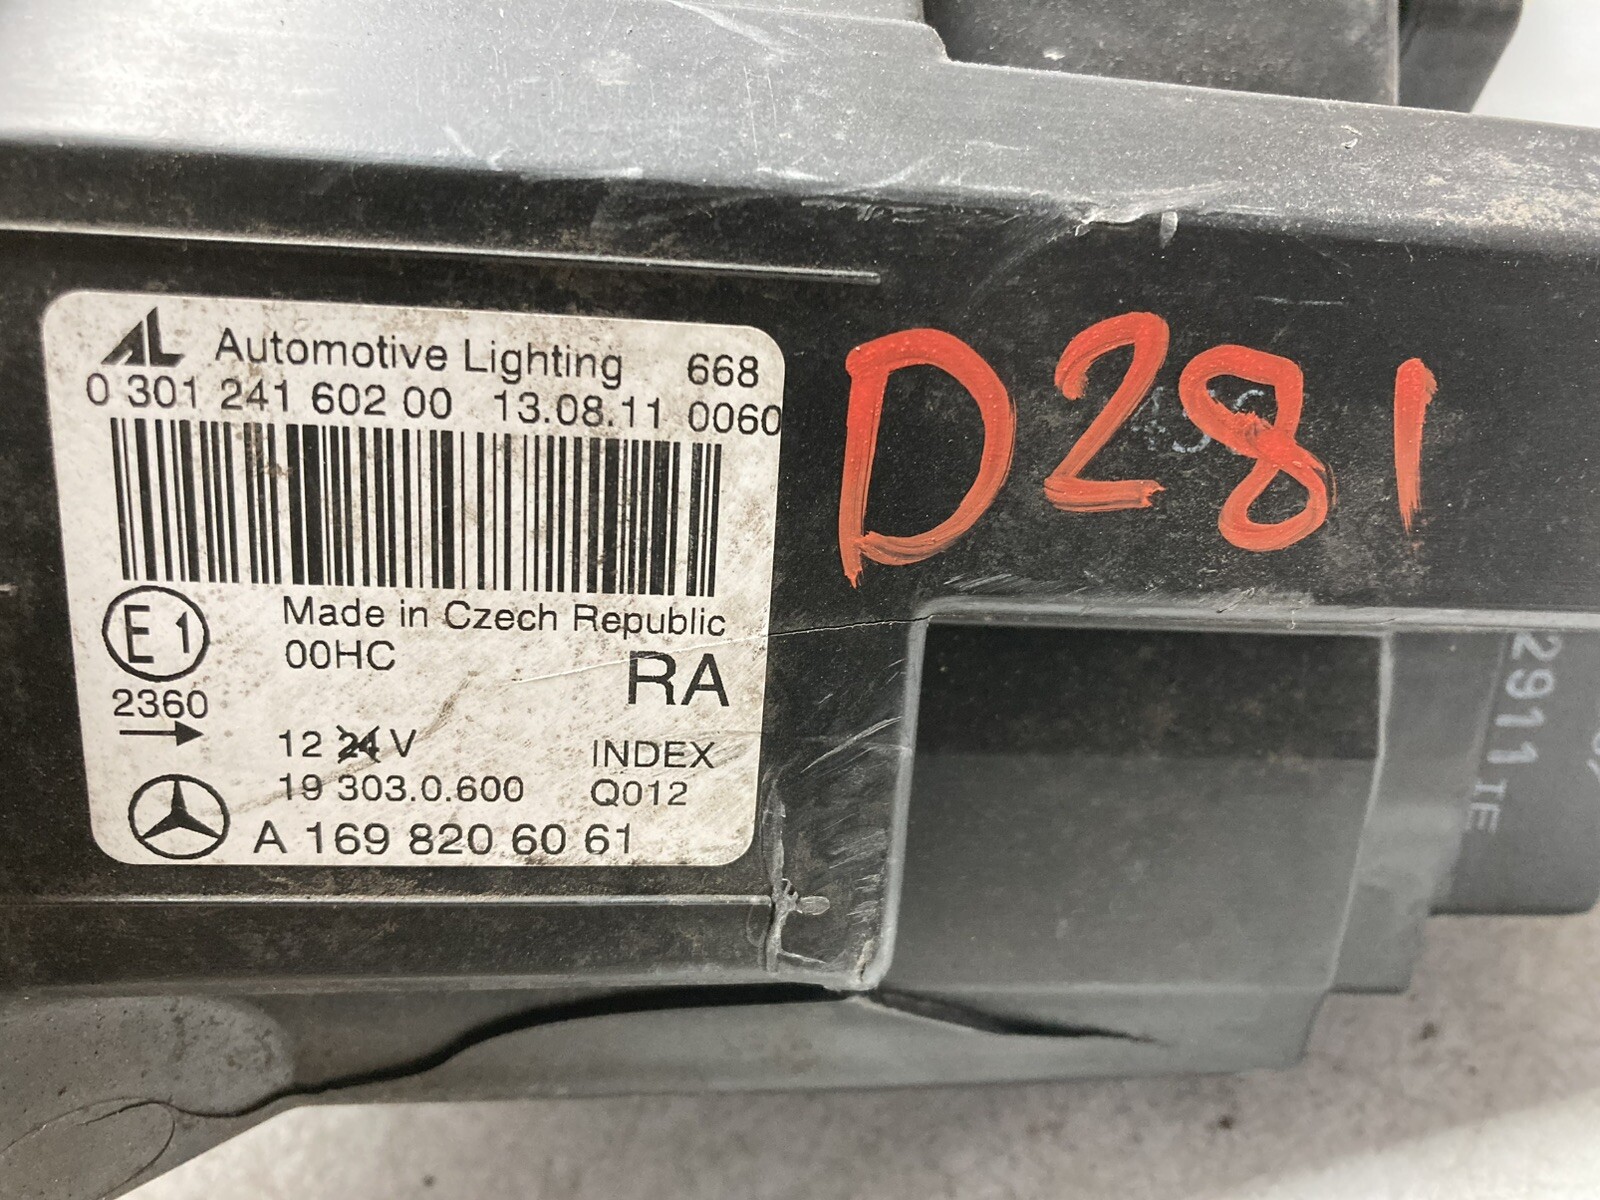 AL Automotive Lighting 668
0 301 241 602 00 13.08.11 0060
E1 Made in Czech Republic
00HC RA
2360
12 24 V INDEX
19 303.0.600 Q012
A 169 820 60 61
D281
2911
IE